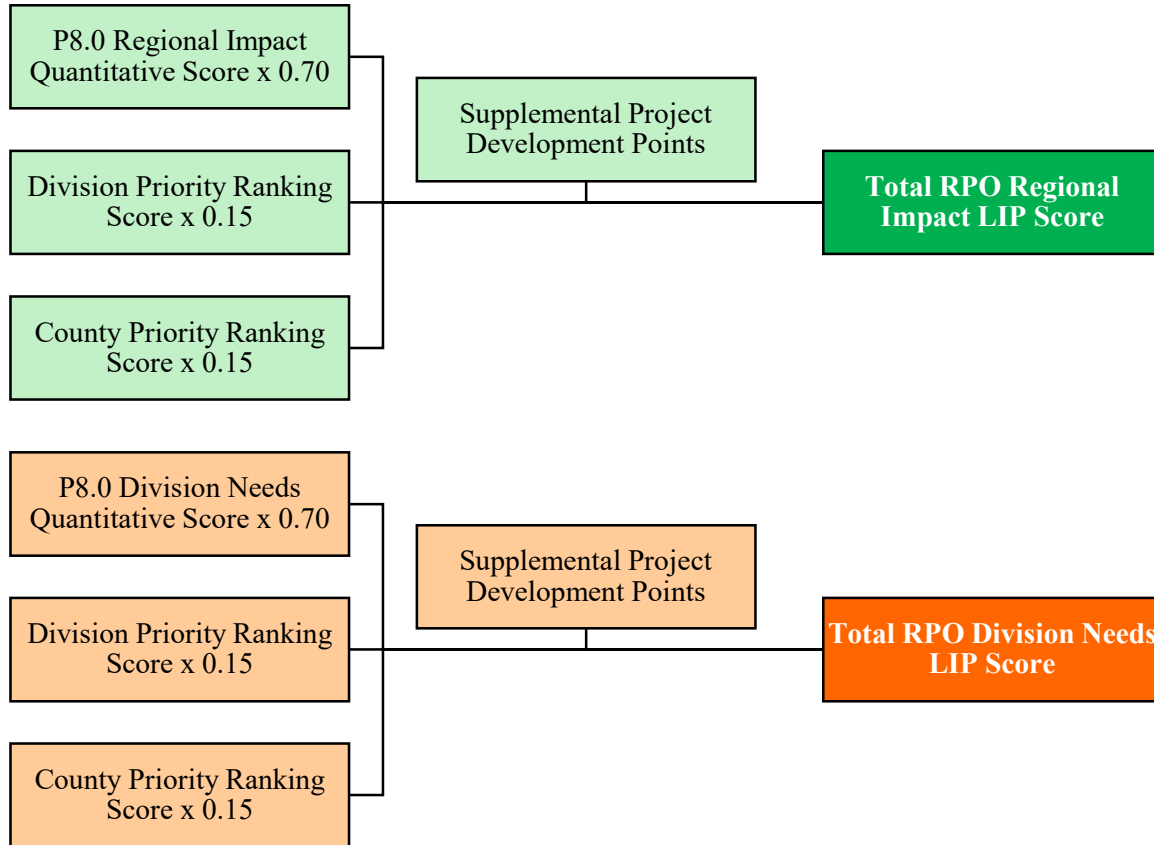 P8.0 Regional Impact
Quantitative Score x 0.70
Supplemental Project
Development Points
Division Priority Ranking
Score x 0.15
Total RPO Regional
Impact LIP Score
County Priority Ranking
Score x 0.15
P8.0 Division Needs
Quantitative Score x 0.70
Supplemental Project
Development Points
Division Priority Ranking
Score x 0.15
Total RPO Division Needs
LIP Score
County Priority Ranking
Score x 0.15